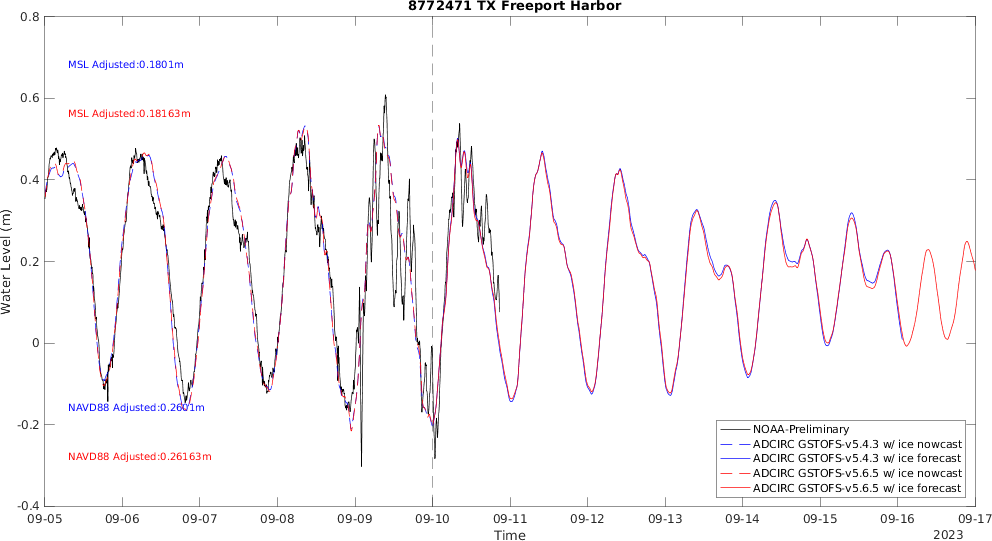 8772471 TX Freeport Harbor
0.8
0.6
0.4
0.2
0
-0.2
-0.4
Water Level (m)
MSL Adjusted:0.1801m
MSL Adjusted:0.18163m
NAVD88 Adjusted:0.2601m
NAVD88 Adjusted:0.26163m
NOAA-Preliminary
ADCIRC GSTOFS-v5.4.3 w/ ice nowcast
ADCIRC GSTOFS-v5.4.3 w/ ice forecast
ADCIRC GSTOFS-v5.6.5 w/ ice nowcast
ADCIRC GSTOFS-v5.6.5 w/ ice forecast
09-05 09-06 09-07 09-08 09-09 09-10 09-11 09-12 09-13 09-14 09-15 09-16 09-17
Time
2023